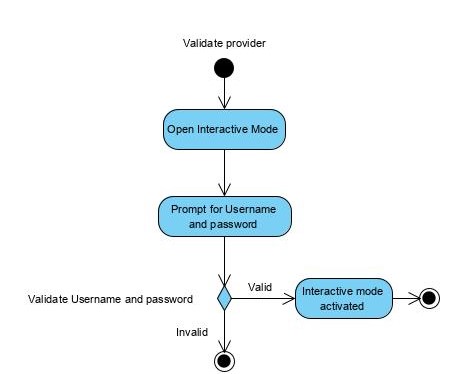 Validate provider
Open Interactive Mode
Prompt for Username
and password
Validate Username and password
Valid
Interactive mode
activated
Invalid